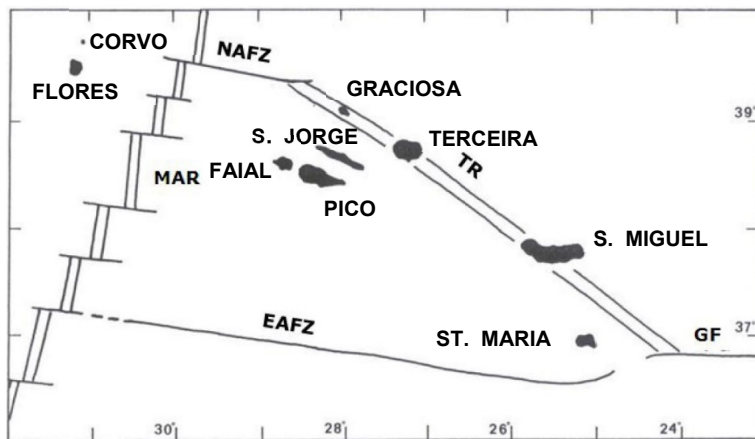 CORVO
NAFZ
FLORES
GRACIOSA
39°
S. JORGE
TERCEIRA
TR
MAR
FAIAL
PICO
S. MIGUEL
EAFZ
ST. MARIA
GF
37°
30°
28°
26°
24°